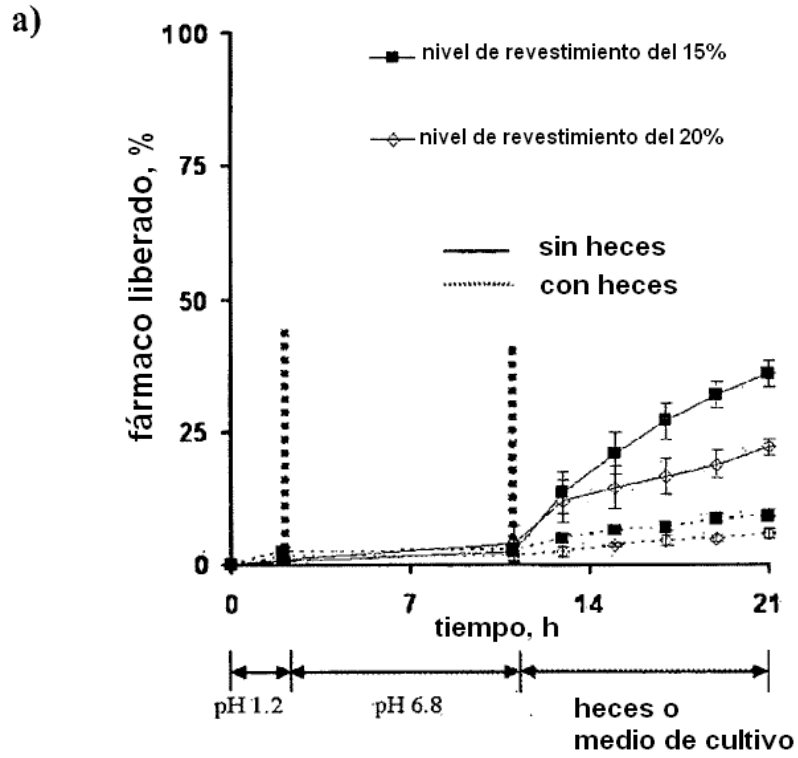 a)
100
75
50
25
0
fármaco liberado, %
nivel de revestimiento del 15%
nivel de revestimiento del 20%
sin heces
con heces
0 7 14 21
tiempo, h
pH 1.2
pH 6.8
heces o
medio de cultivo